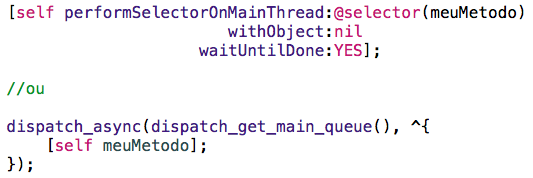 [self performSelectorOnMainThread:@selector(meuMetodo)
withObject:nil
waitUntilDone:YES];
//ou
dispatch_async(dispatch_get_main_queue(), ^{
[self meuMetodo];
});